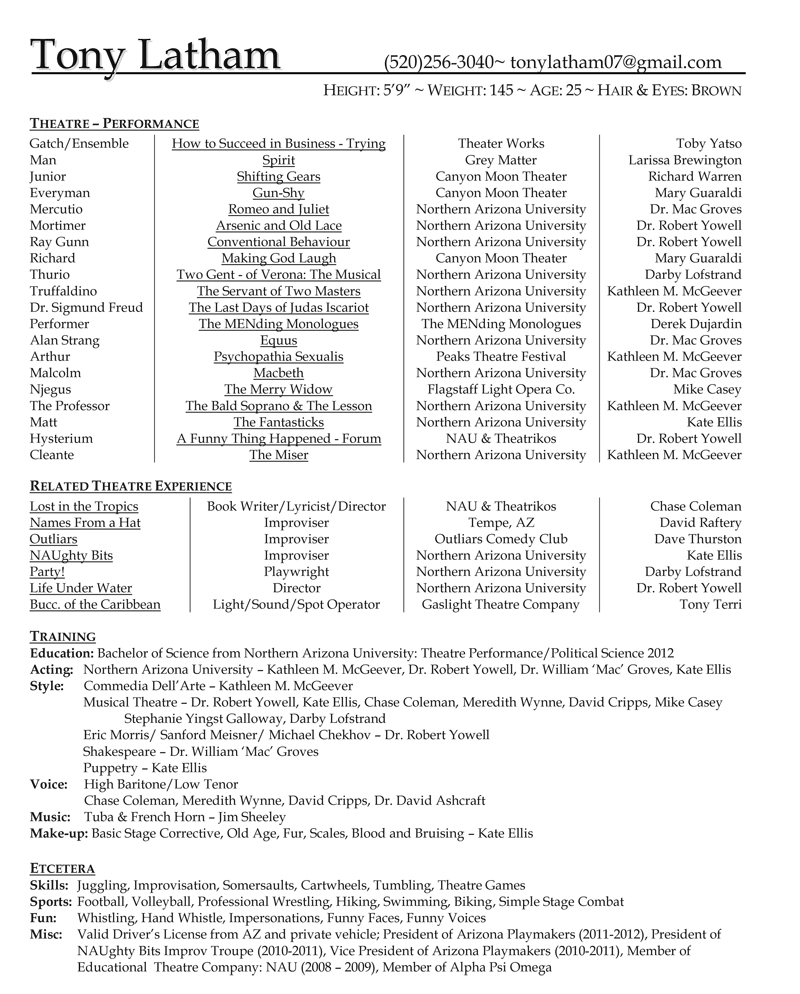 Tony Latham (520)256-3040~ tonylatham07@gmail.com
HEIGHT: 5'9" ~ WEIGHT: 145 ~ AGE: 25 ~ HAIR & EYES: BROWN
THEATRE – PERFORMANCE
Gatch/Ensemble How to Succeed in Business - Trying Theater Works Toby Yatso
Man Spirit Grey Matter Larissa Brewington
Junior Shifting Gears Canyon Moon Theater Richard Warren
Everyman Gun-Shy Canyon Moon Theater Mary Guaraldi
Mercutio Romeo and Juliet Northern Arizona University Dr. Mac Groves
Mortimer Arsenic and Old Lace Northern Arizona University Dr. Robert Yowell
Ray Gunn Conventional Behaviour Northern Arizona University Dr. Robert Yowell
Richard Making God Laugh Canyon Moon Theater Mary Guaraldi
Thurio Two Gent - of Verona: The Musical Northern Arizona University Darby Lofstrand
Truffaldino The Servant of Two Masters Northern Arizona University Kathleen M. McGeever
Dr. Sigmund Freud The Last Days of Judas Iscariot Northern Arizona University Dr. Robert Yowell
Performer The MENding Monologues The MENding Monologues Derek Dujardin
Alan Strang Equus Northern Arizona University Dr. Mac Groves
Arthur Psychopathia Sexualis Peaks Theatre Festival Kathleen M. McGeever
Malcolm Macbeth Northern Arizona University Dr. Mac Groves
Njegus The Merry Widow Flagstaff Light Opera Co. Mike Casey
The Professor The Bald Soprano & The Lesson Northern Arizona University Kathleen M. McGeever
Matt The Fantasticks Northern Arizona University Kate Ellis
Hysterium A Funny Thing Happened - Forum NAU & Theatrikos Dr. Robert Yowell
Cleante The Miser Northern Arizona University Kathleen M. McGeever
RELATED THEATRE EXPERIENCE
Lost in the Tropics Book Writer/Lyricist/Director NAU & Theatrikos Chase Coleman
Names From a Hat Improviser Tempe, AZ David Raftery
Outliars Improviser Outliars Comedy Club Dave Thurston
NAUghty Bits Improviser Northern Arizona University Kate Ellis
Party! Playwright Northern Arizona University Darby Lofstrand
Life Under Water Director Northern Arizona University Dr. Robert Yowell
Bucc. of the Caribbean Light/Sound/Spot Operator Gaslight Theatre Company Tony Terri
TRAINING
Education: Bachelor of Science from Northern Arizona University: Theatre Performance/Political Science 2012
Acting: Northern Arizona University – Kathleen M. McGeever, Dr. Robert Yowell, Dr. William 'Mac' Groves, Kate Ellis
Style: Commedia Dell'Arte – Kathleen M. McGeever
Musical Theatre – Dr. Robert Yowell, Kate Ellis, Chase Coleman, Meredith Wynne, David Cripps, Mike Casey
Stephanie Yingst Galloway, Darby Lofstrand
Eric Morris/ Sanford Meisner/ Michael Chekhov – Dr. Robert Yowell
Shakespeare – Dr. William 'Mac' Groves
Puppetry – Kate Ellis
Voice: High Baritone/Low Tenor
Chase Coleman, Meredith Wynne, David Cripps, Dr. David Ashcraft
Music: Tuba & French Horn – Jim Sheeley
Make-up: Basic Stage Corrective, Old Age, Fur, Scales, Blood and Bruising – Kate Ellis
ETCETERA
Skills: Juggling, Improvisation, Somersaults, Cartwheels, Tumbling, Theatre Games
Sports: Football, Volleyball, Professional Wrestling, Hiking, Swimming, Biking, Simple Stage Combat
Fun: Whistling, Hand Whistle, Impersonations, Funny Faces, Funny Voices
Misc: Valid Driver's License from AZ and private vehicle; President of Arizona Playmakers (2011-2012), President of
NAUghty Bits Improv Troupe (2010-2011), Vice President of Arizona Playmakers (2010-2011), Member of
Educational Theatre Company: NAU (2008 – 2009), Member of Alpha Psi Omega